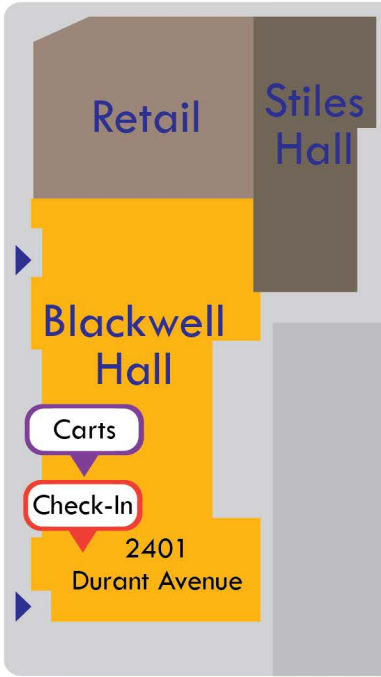 Retail
Stiles
Hall
Blackwell
Hall
Carts
Check-In
2401
Durant Avenue